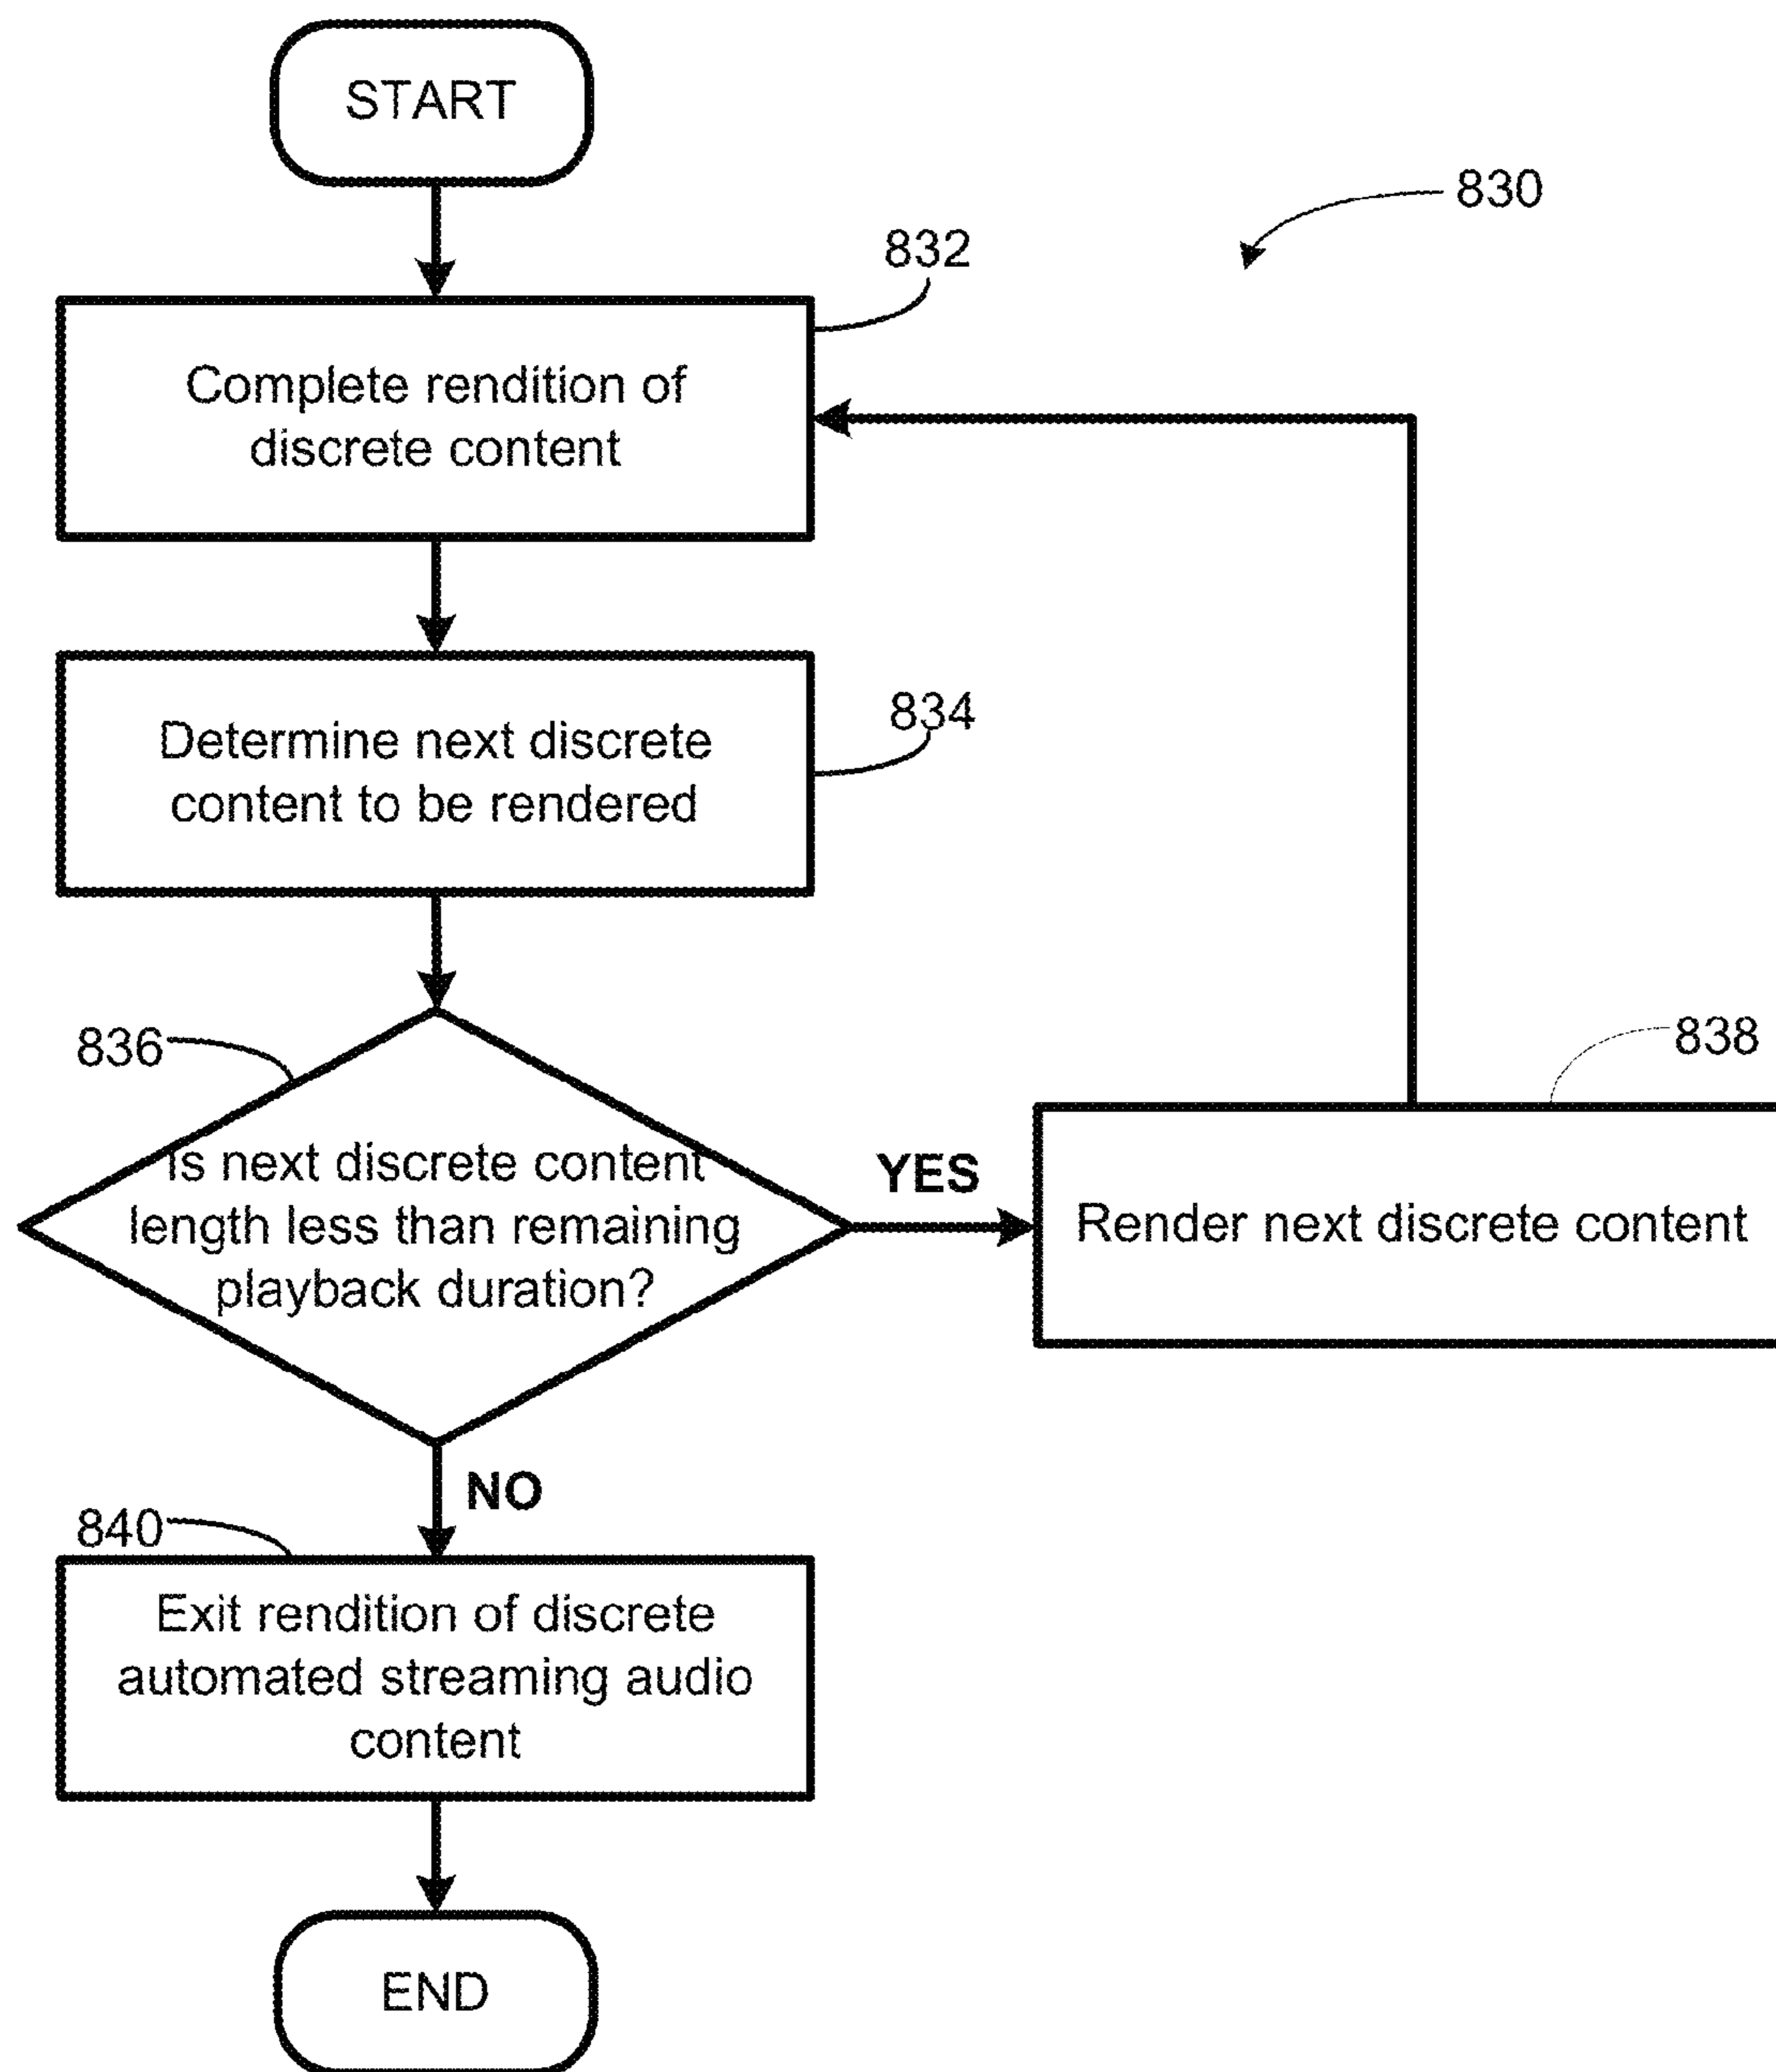 START
830
832
Complete rendition of
discrete content
834
Determine next discrete
content to be rendered
836
Is next discrete content
length less than remaining
playback duration?
YES
838
Render next discrete content
NO
840
Exit rendition of discrete
automated streaming audio
content
END